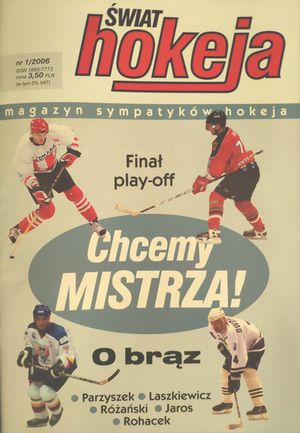 ŚWIAT
hokeja
nr 1/2006
ISSN 1895-7773
cena 3,50 PLN
(w tym 0% VAT)
magazyn sympatyków hokeja
Finał
play-off
Chcemy
MISTRZA!
O brąz
Parzyszek • Laszkiewicz
• Różański • Jaros
• Rohacek